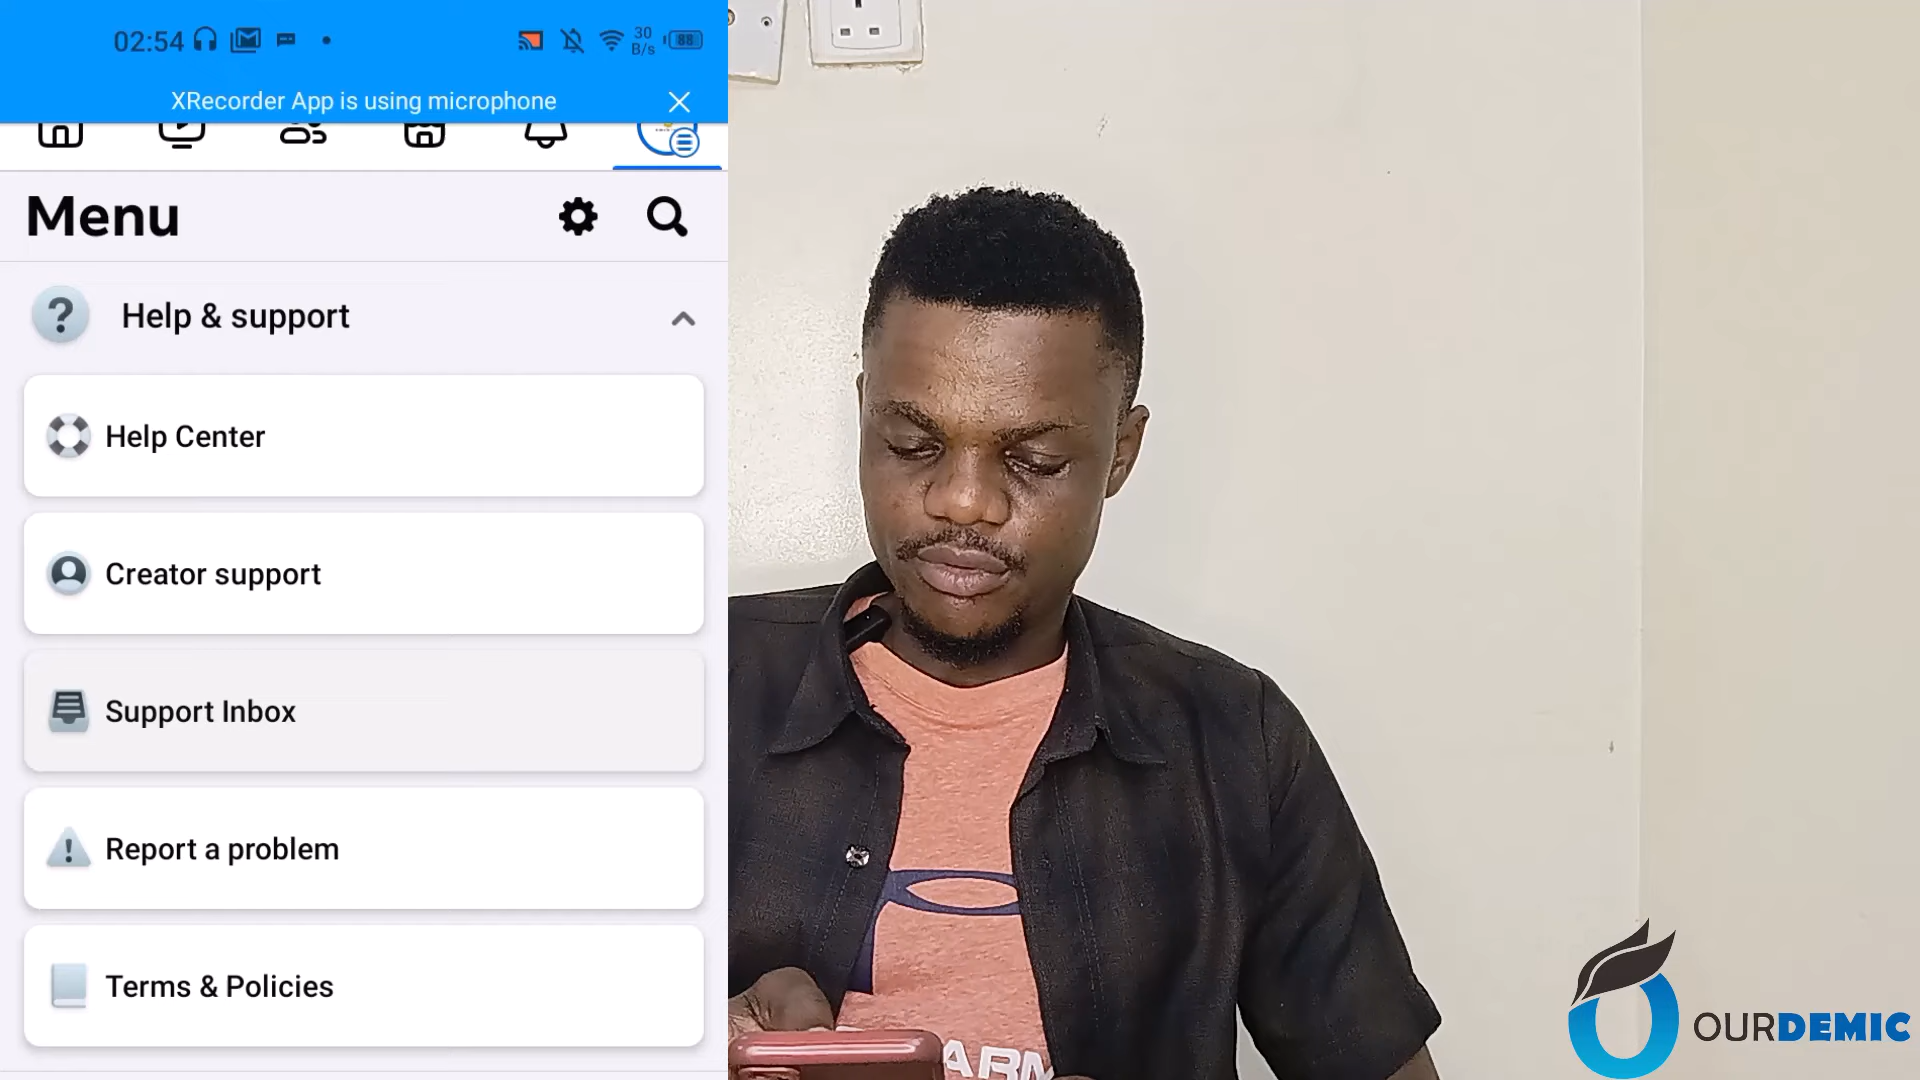 02:54
30
B/s
88
XRecorder App is using microphone
Menu
Help & support
Help Center
Creator support
Support Inbox
Report a problem
Terms & Policies
ARM
OURDEMIC